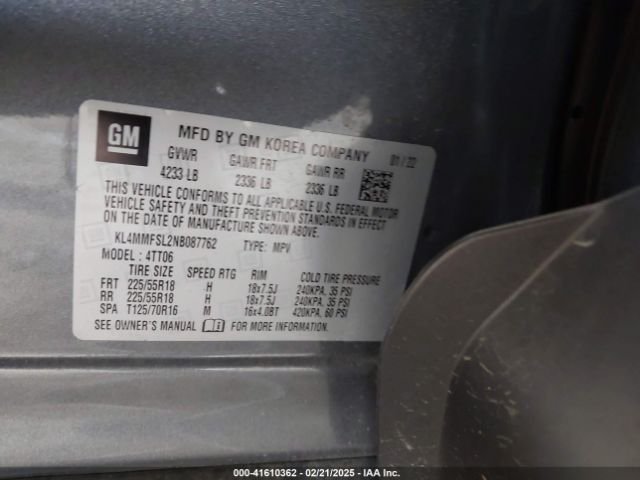 GM
MFD BY GM KOREA COMPANY 01/22
GVWR GAWR FRT GAWR RR
4233 LB 2336 LB 2336 LB
THIS VEHICLE CONFORMS TO ALL APPLICABLE U.S. FEDERAL MOTOR
VEHICLE SAFETY AND THEFT PREVENTION STANDARDS IN EFFECT
ON THE DATE OF MANUFACTURE SHOWN ABOVE.
KL4MMFSL2NB087762 TYPE: MPV
MODEL: 4TT06
TIRE SIZE SPEED RTG RIM COLD TIRE PRESSURE
FRT 225/55R18 H 18x7.5J 240KPA, 35 PSI
RR 225/55R18 H 18x7.5J 240KPA, 35 PSI
SPA T125/70R16 M 16x4.0BT 420KPA, 60 PSI
SEE OWNER'S MANUAL FOR MORE INFORMATION.
000-41610362 - 02/21/2025 - IAA Inc.